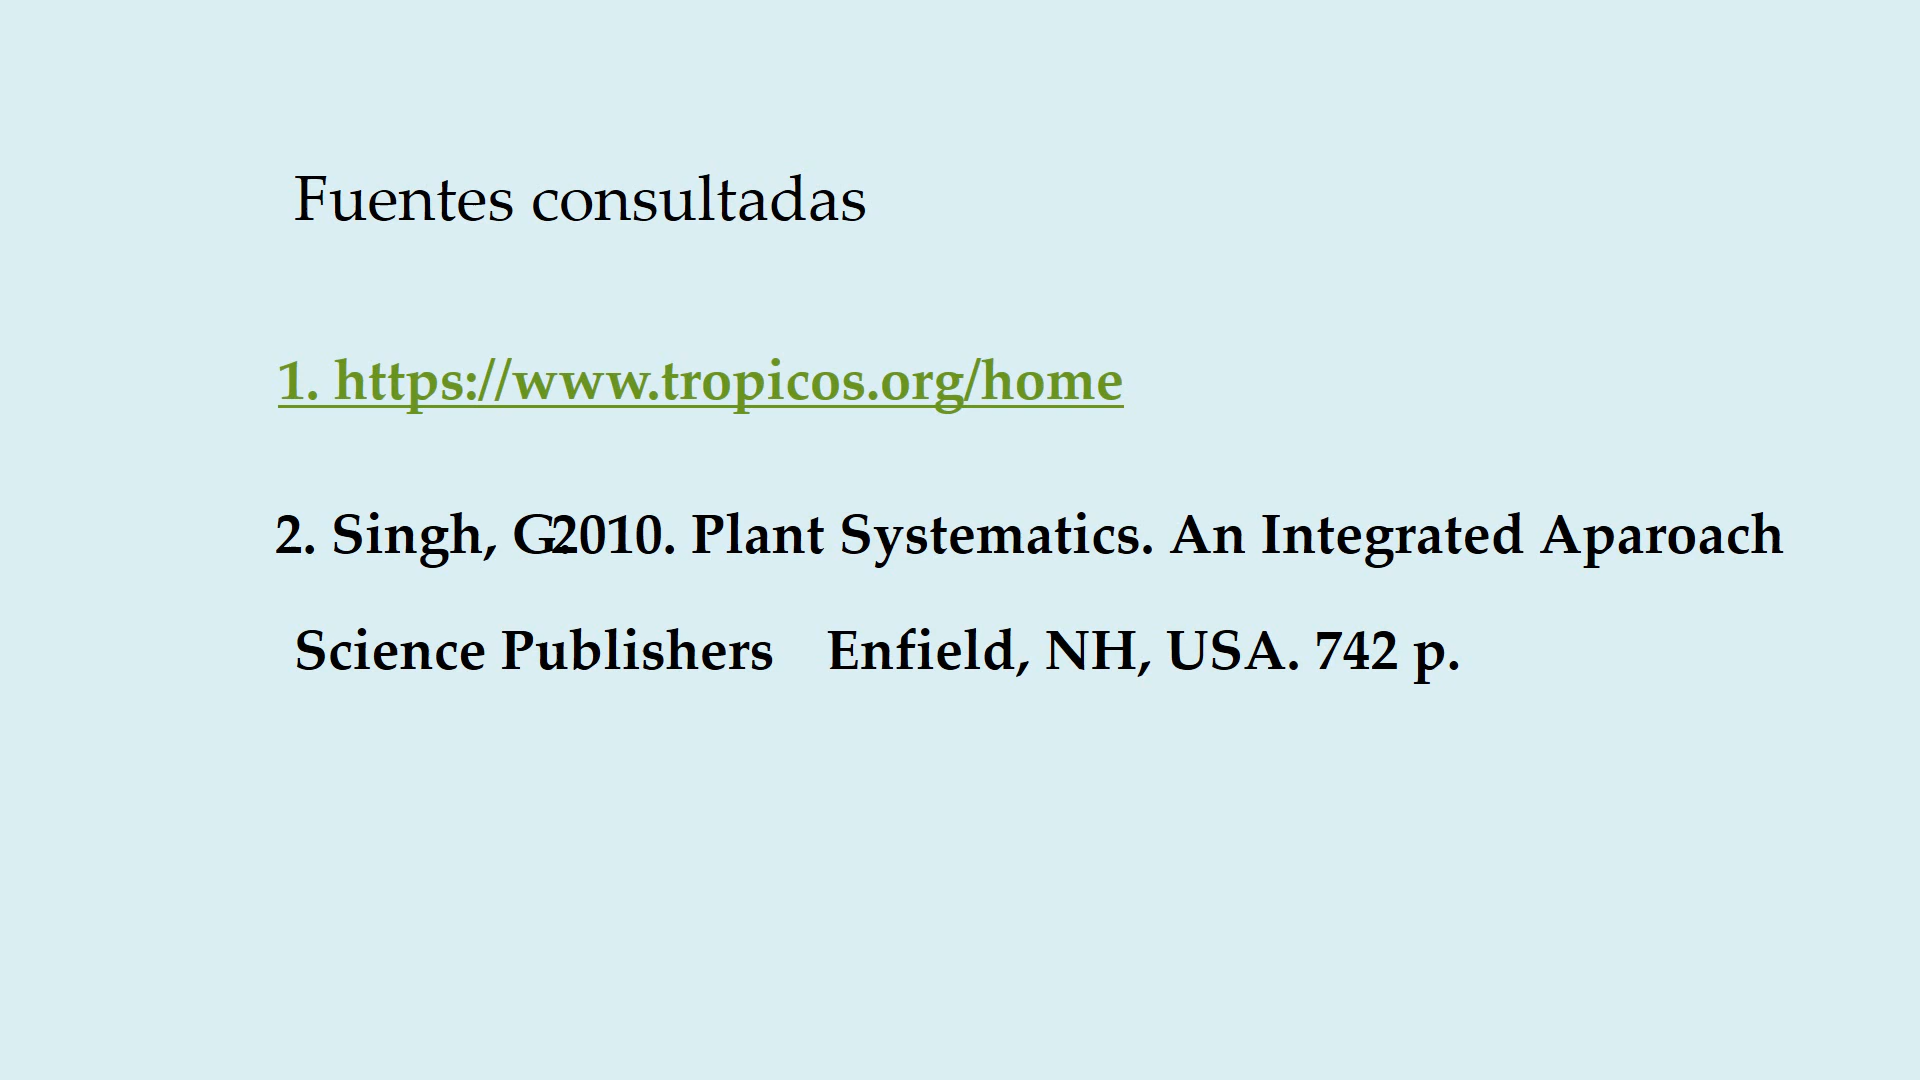 Fuentes consultadas
1. https://www.tropicos.org/home
2. Singh, G.2010. Plant Systematics. An Integrated Aparoach
Science Publishers Enfield, NH, USA. 742 p.